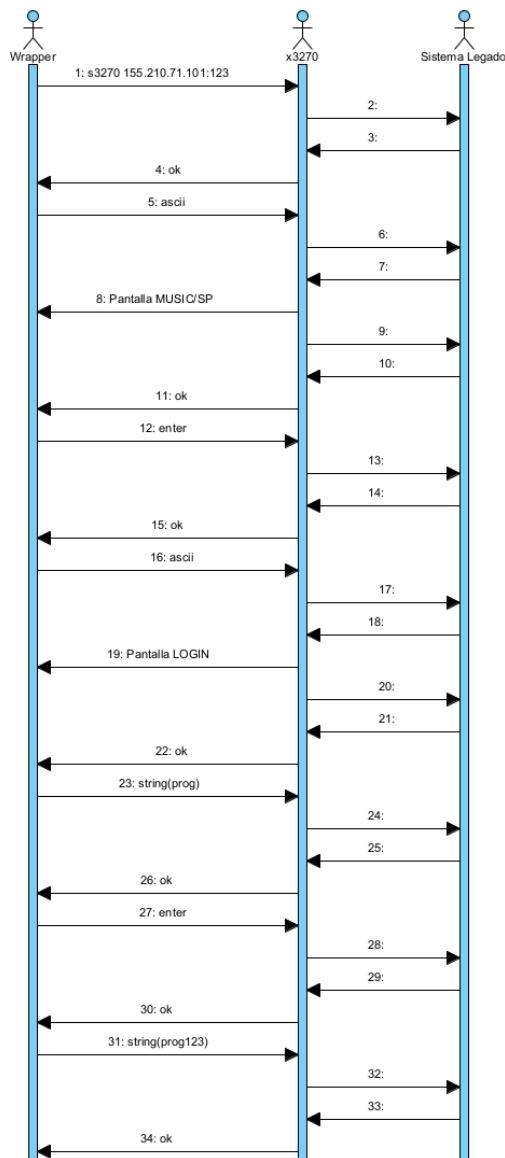 Wrapper
x3270
Sistema Legado
1: s3270 155.210.71.101:123
2:
3:
4: ok
5: ascii
6:
7:
8: Pantalla MUSIC/SP
9:
10:
11: ok
12: enter
13:
14:
15: ok
16: ascii
17:
18:
19: Pantalla LOGIN
20:
21:
22: ok
23: string(prog)
24:
25:
26: ok
27: enter
28:
29:
30: ok
31: string(prog123)
32:
33:
34: ok